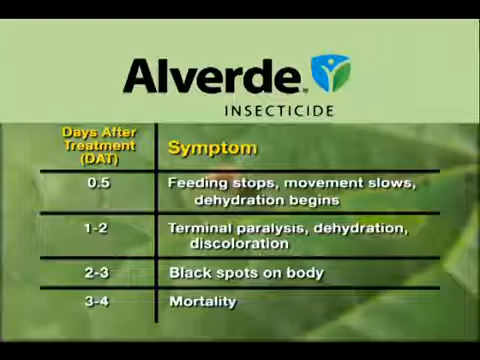 Alverde®
INSECTICIDE
Days After
Treatment
(DAT)
Symptom
0.5
Feeding stops, movement slows,
dehydration begins
1-2
Terminal paralysis, dehydration,
discoloration
2-3
Black spots on body
3-4
Mortality